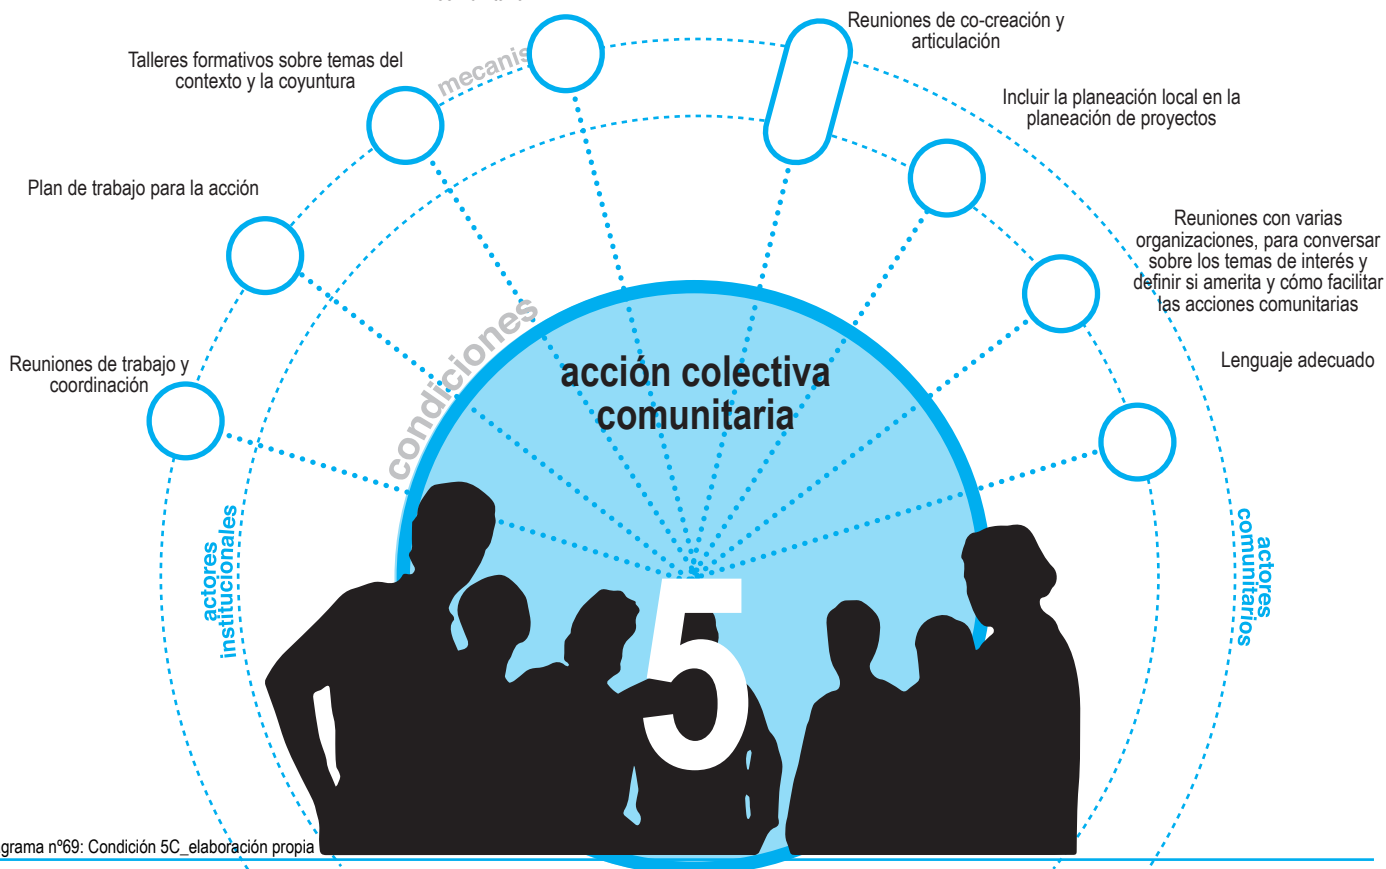 Reuniones de co-creación y
articulación
Talleres formativos sobre temas del
contexto y la coyuntura
mecanis
Incluir la planeación local en la
planeación de proyectos
Plan de trabajo para la acción
Reuniones con varias
organizaciones, para conversar
sobre los temas de interés y
definir si amerita y cómo facilitar
las acciones comunitarias
condiciones
Reuniones de trabajo y
coordinación
Lenguaje adecuado
acción colectiva
comunitaria
actores
institucionales
actores
comunitarios
5
grama nº69: Condición 5C_elaboración propia